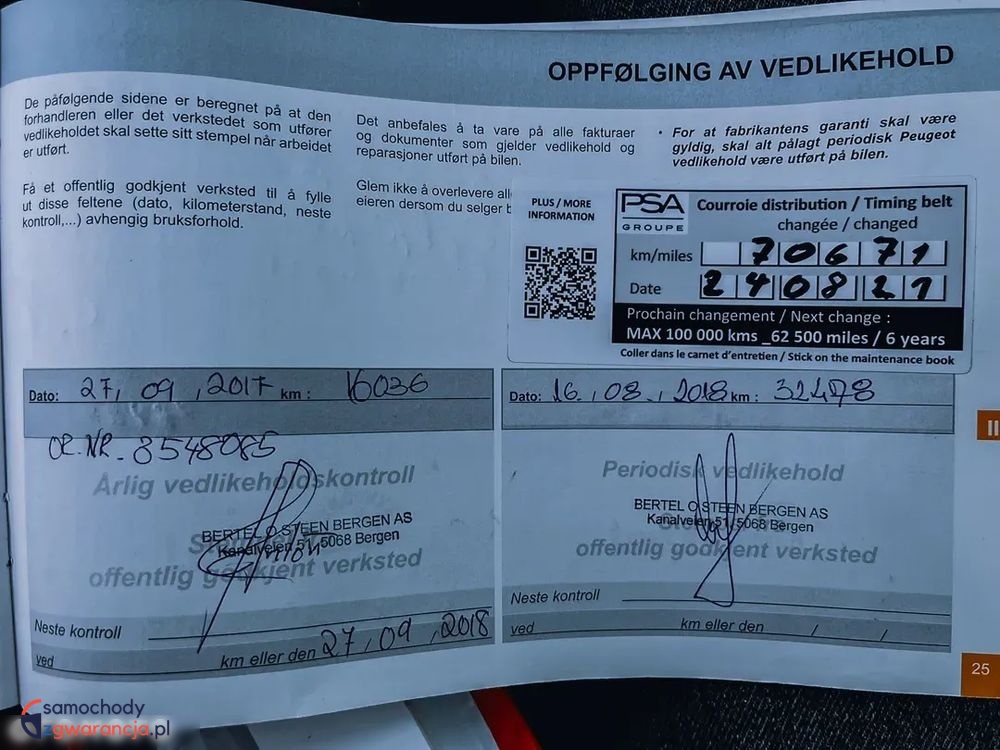 OPPFØLGING AV VEDLIKEHOLD
De påfølgende sidene er beregnet på at den
forhandleren eller det verkstedet som utfører
vedlikeholdet skal sette sitt stempel når arbeidet
er utført.
Få et offentlig godkjent verksted til å fylle
ut disse feltene (dato, kilometerstand, neste
kontroll,...) avhengig bruksforhold.
Det anbefales å ta vare på alle fakturaer
og dokumenter som gjelder vedlikehold og
reparasjoner utført på bilen.
Glem ikke å overlevere all
eieren dersom du selger b
• For at fabrikantens garanti skal være
gyldig, skal alt pålagt periodisk Peugeot
vedlikehold være utført på bilen.
PLUS / MORE
INFORMATION
PSA
GROUPE
Courroie distribution / Timing belt
changée / changed
km/miles 70671
Date 240821
Prochain changement / Next change :
MAX 100 000 kms _62 500 miles / 6 years
Coller dans le carnet d'entretien / Stick on the maintenance book
Dato: 27, 09, 2017 km : 16036
OR.NR. 8548085
Årlig vedlikeholdskontroll
BERTEL O STEEN BERGEN AS
Kanalveien 51, 5068 Bergen
offentlig godkjent verksted
Neste kontroll
ved km eller den 27, 09, 2018
Dato: 16., 08., 2018 km : 32478
Periodisk vedlikehold
BERTEL O STEEN BERGEN AS
Kanalveien 51, 5068 Bergen
offentlig godkjent verksted
Neste kontroll
ved km eller den / /
25
samochody
zgwarancja.pl